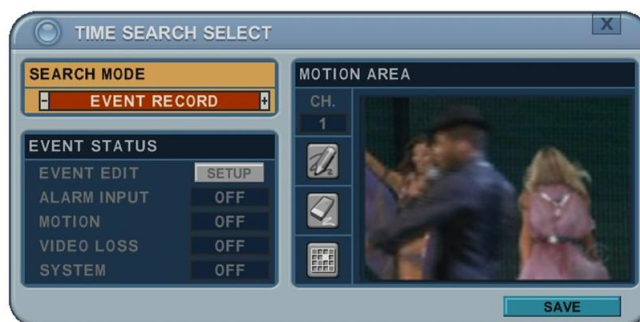 TIME SEARCH SELECT
X
SEARCH MODE
- EVENT RECORD +
EVENT STATUS
EVENT EDIT SETUP
ALARM INPUT OFF
MOTION OFF
VIDEO LOSS OFF
SYSTEM OFF
MOTION AREA
CH.
1
SAVE